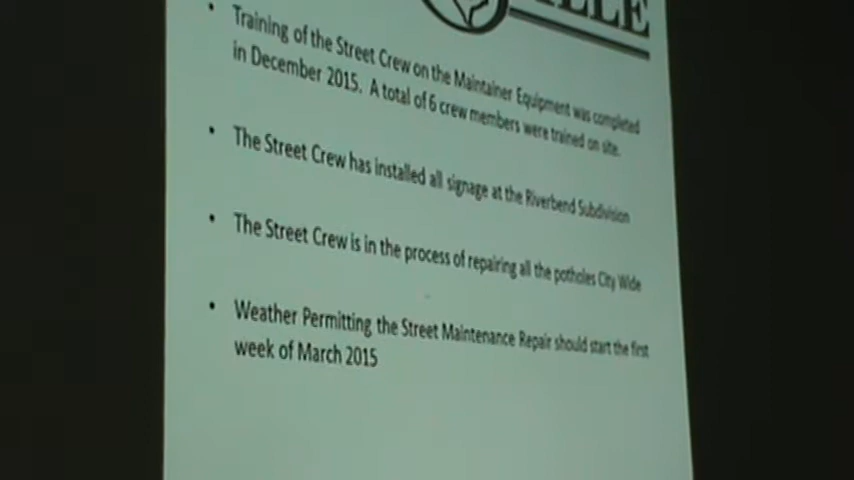 LLE
• Training of the Street Crew on the Maintainer Equipment was completed
in December 2015. A total of 6 crew members were trained on site.
• The Street Crew has installed all signage at the Riverbend Subdivision
• The Street Crew is in the process of repairing all the potholes City Wide
• Weather Permitting the Street Maintenance Repair should start the first
week of March 2015